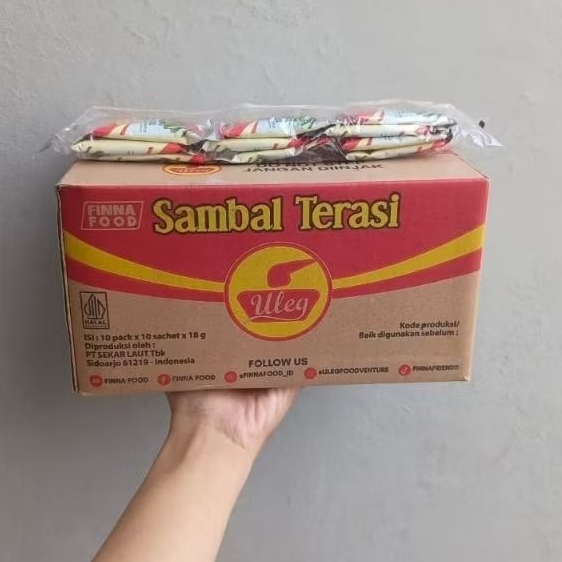 JANGAN DIINJAK
FINNA
FOOD
Sambal Terasi
Uleg
HALAL
ISI : 10 pack x 10 sachet x 18 g
Diproduksi oleh :
PT SEKAR LAUT Tbk
Sidoarjo 61219 - Indonesia
Kode produksi/
Baik digunakan sebelum :
FOLLOW US
FINNA FOOD
FINNA FOOD
@FINNAFOOD_ID
@ULEGFOODVENTURE